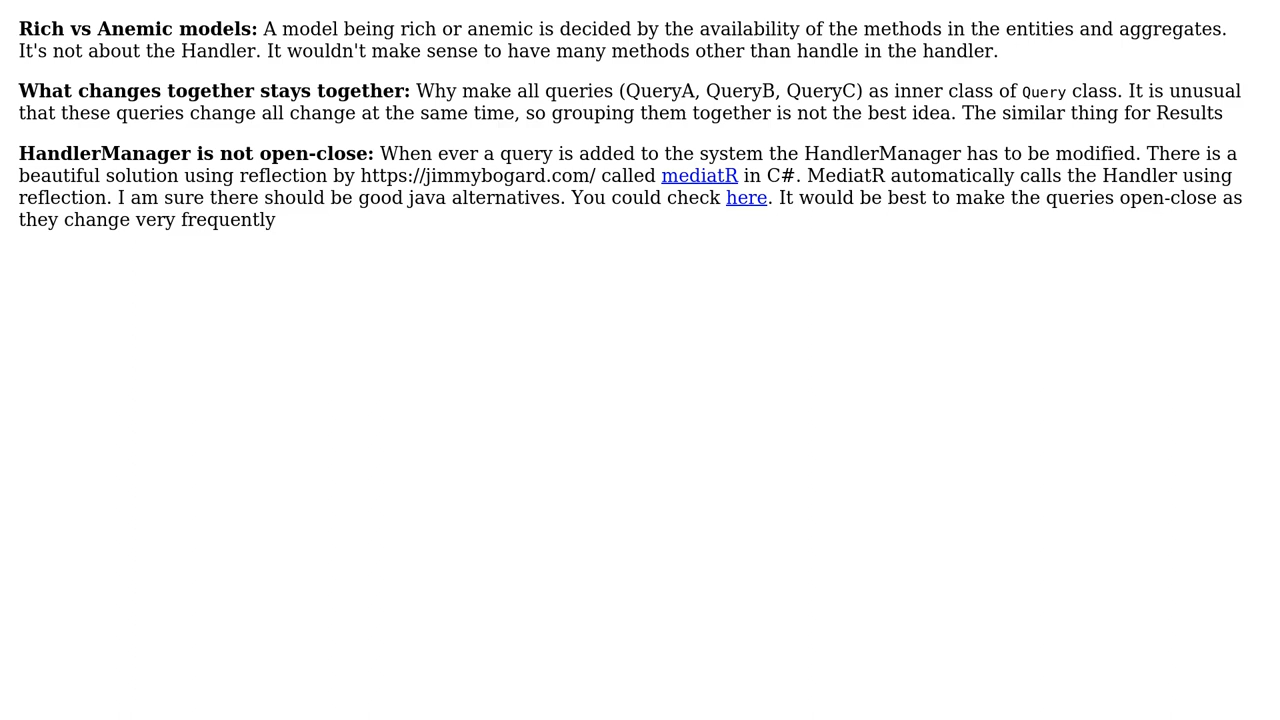 Rich vs Anemic models: A model being rich or anemic is decided by the availability of the methods in the entities and aggregates.
It's not about the Handler. It wouldn't make sense to have many methods other than handle in the handler.
What changes together stays together: Why make all queries (QueryA, QueryB, QueryC) as inner class of Query class. It is unusual
that these queries change all change at the same time, so grouping them together is not the best idea. The similar thing for Results
HandlerManager is not open-close: When ever a query is added to the system the HandlerManager has to be modified. There is a
beautiful solution using reflection by https://jimmybogard.com/ called mediatR in C#. MediatR automatically calls the Handler using
reflection. I am sure there should be good java alternatives. You could check here. It would be best to make the queries open-close as
they change very frequently